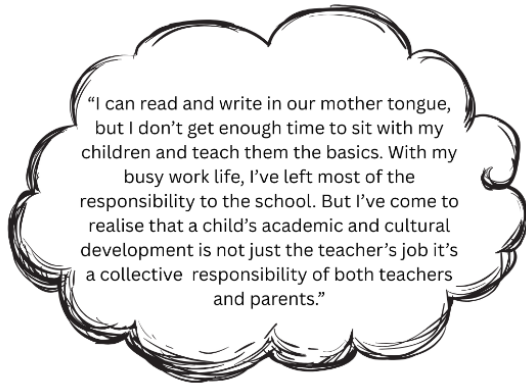 “I can read and write in our mother tongue,
but I don’t get enough time to sit with my
children and teach them the basics. With my
busy work life, I’ve left most of the
responsibility to the school. But I’ve come to
realise that a child’s academic and cultural
development is not just the teacher’s job it’s
a collective responsibility of both teachers
and parents.”